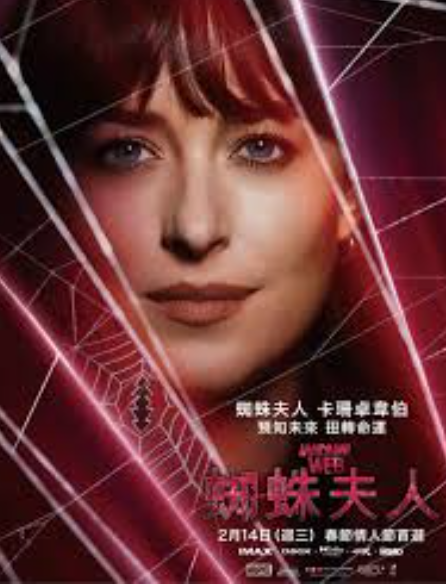 蜘蛛夫人 卡珊卓韋伯
預知未來 扭轉命運
MADAME
WEB
蜘蛛夫人
2月14日(週三) 春節情人節首選
IMAX 4DX